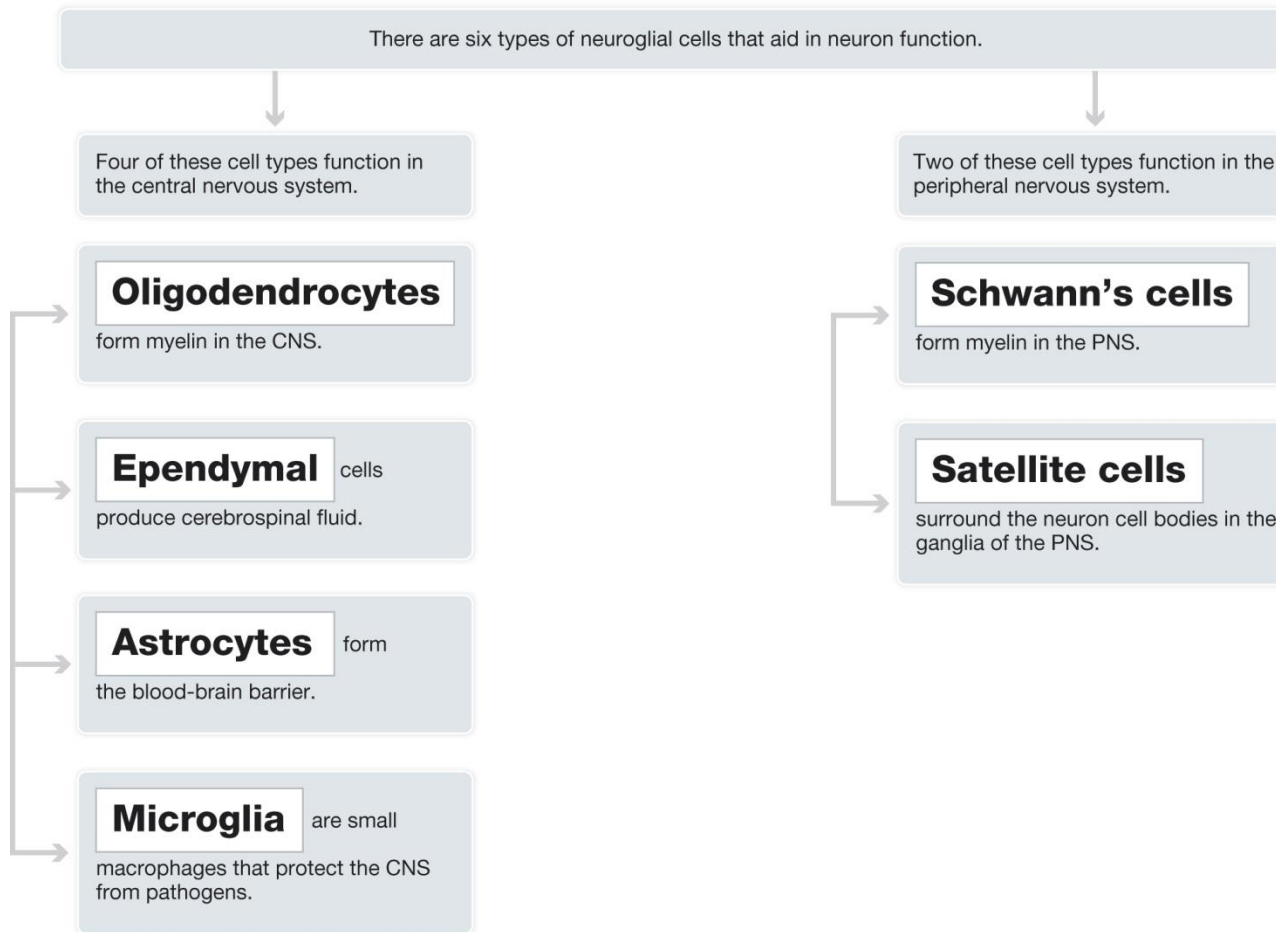 There are six types of neuroglial cells that aid in neuron function.
Four of these cell types function in
the central nervous system.
Oligodendrocytes
form myelin in the CNS.
Ependymal cells
produce cerebrospinal fluid.
Astrocytes form
the blood-brain barrier.
Microglia are small
macrophages that protect the CNS
from pathogens.
Two of these cell types function in the
peripheral nervous system.
Schwann’s cells
form myelin in the PNS.
Satellite cells
surround the neuron cell bodies in the
ganglia of the PNS.